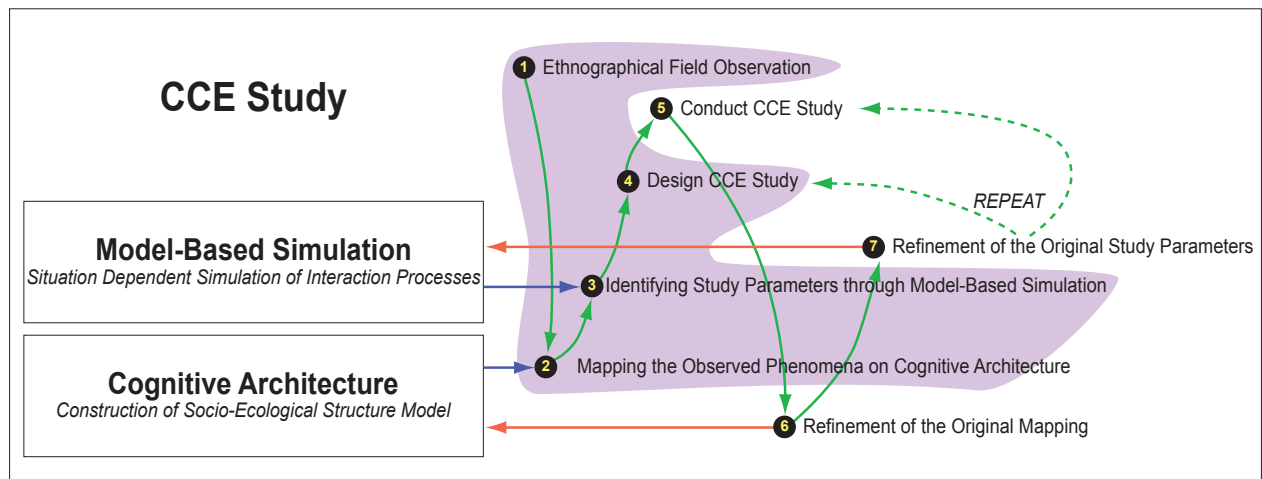 CCE Study
1 Ethnographical Field Observation
5 Conduct CCE Study
4 Design CCE Study
REPEAT
7 Refinement of the Original Study Parameters
Model-Based Simulation
Situation Dependent Simulation of Interaction Processes
3 Identifying Study Parameters through Model-Based Simulation
2 Mapping the Observed Phenomena on Cognitive Architecture
Cognitive Architecture
Construction of Socio-Ecological Structure Model
6 Refinement of the Original Mapping